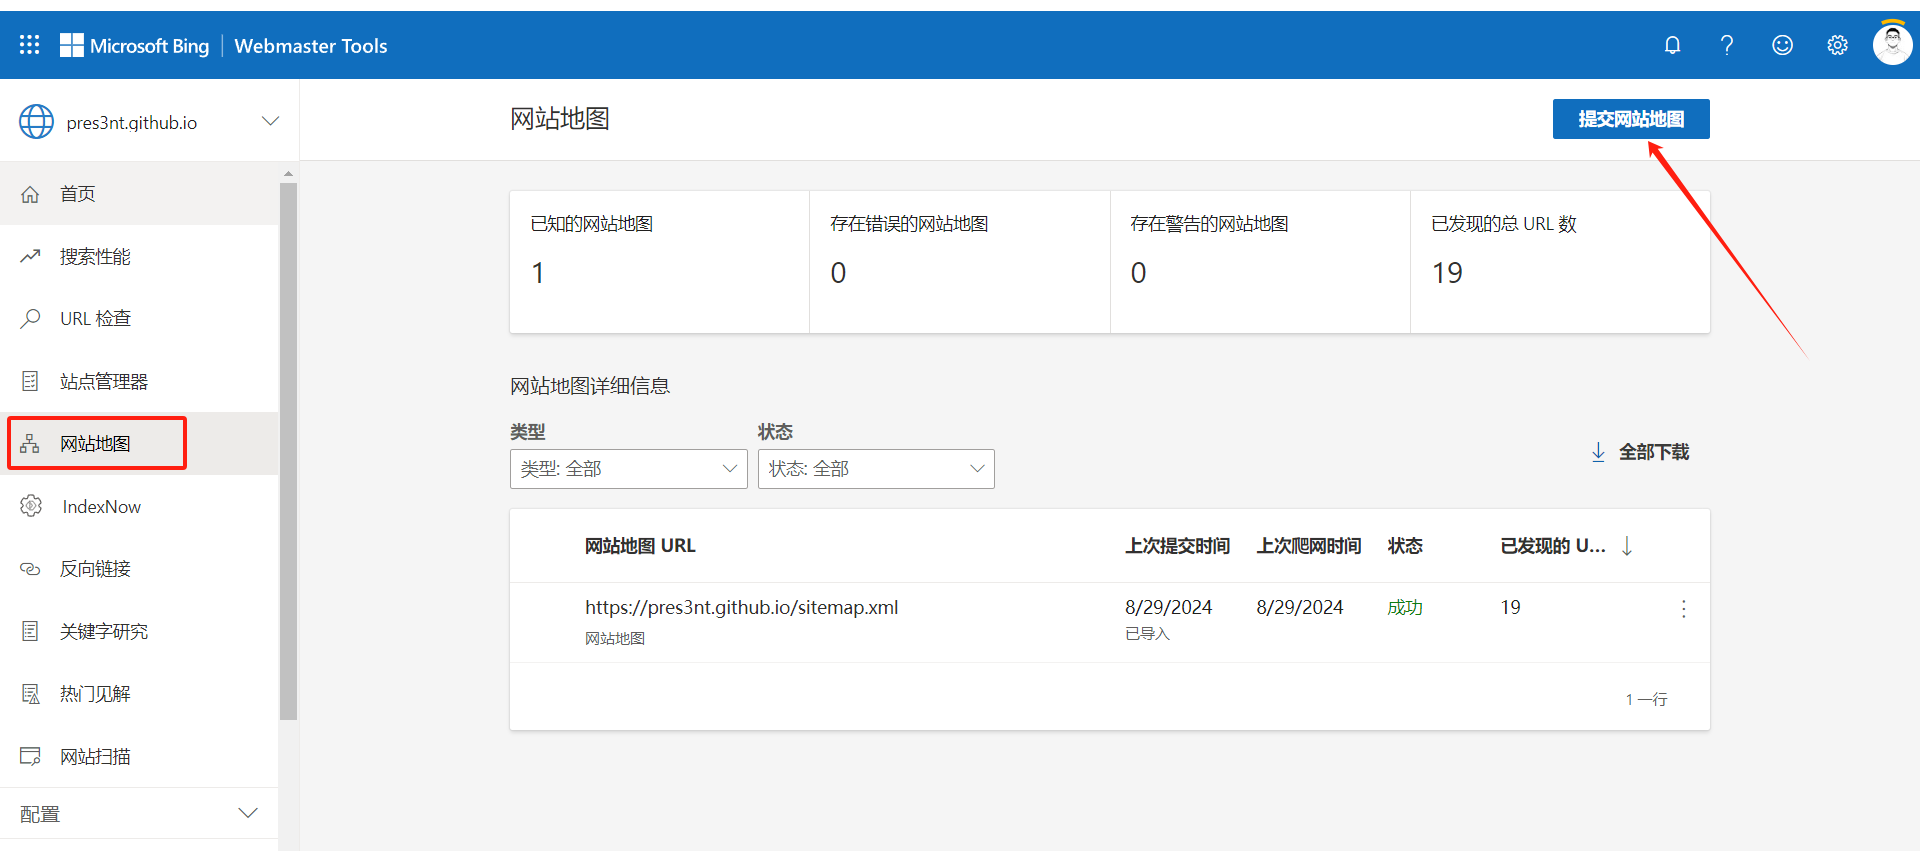 Microsoft Bing | Webmaster Tools
pres3nt.github.io
首页
搜索性能
URL 检查
站点管理器
网站地图
IndexNow
反向链接
关键字研究
热门见解
网站扫描
配置
网站地图
提交网站地图
已知的网站地图
1
存在错误的网站地图
0
存在警告的网站地图
0
已发现的总 URL 数
19
网站地图详细信息
类型
类型: 全部
状态
状态: 全部
全部下载
网站地图 URL 上次提交时间 上次爬网时间 状态 已发现的 U...
https://pres3nt.github.io/sitemap.xml 8/29/2024 8/29/2024 成功 19
网站地图 已导入
1 一行